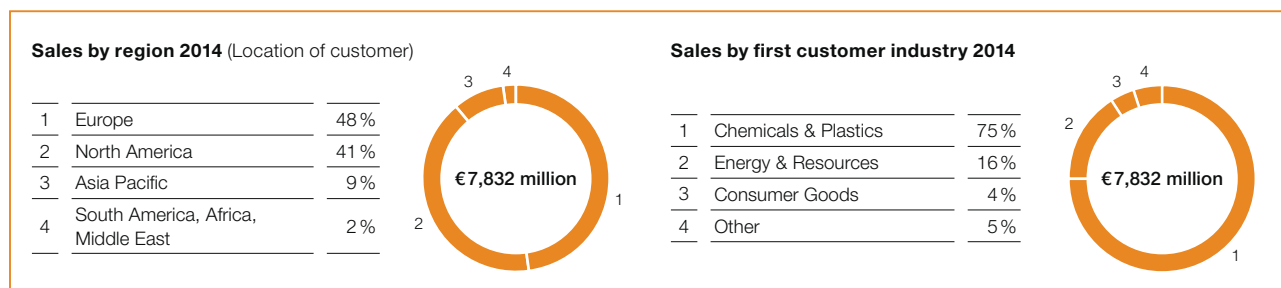 Sales by region 2014 (Location of customer)
1 Europe 48 %
2 North America 41 %
3 Asia Pacific 9 %
4 South America, Africa,
Middle East 2 %
4
3
€ 7,832 million
1
2
Sales by first customer industry 2014
1 Chemicals & Plastics 75 %
2 Energy & Resources 16 %
3 Consumer Goods 4 %
4 Other 5 %
3 4
2
€ 7,832 million
1